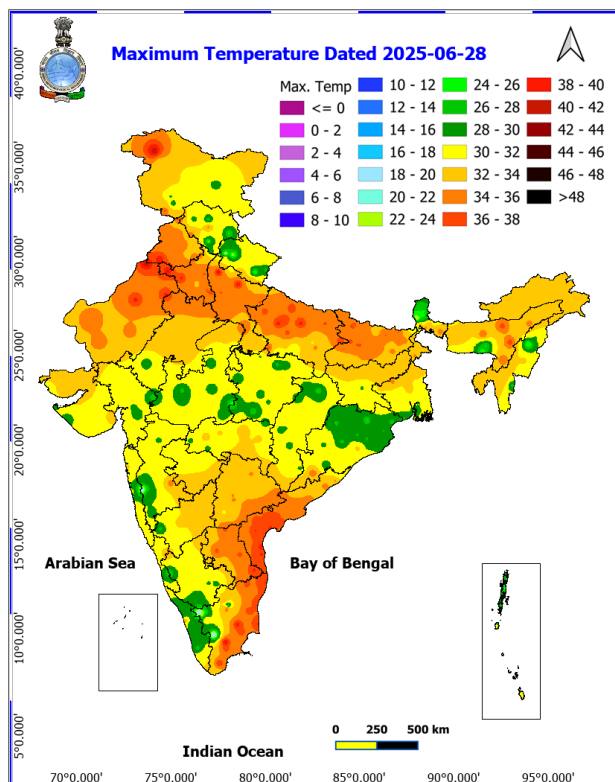 Maximum Temperature Dated 2025-06-28
Max. Temp
<= 0
0 - 2
2 - 4
4 - 6
6 - 8
8 - 10
10 - 12
12 - 14
14 - 16
16 - 18
18 - 20
20 - 22
22 - 24
24 - 26
26 - 28
28 - 30
30 - 32
32 - 34
34 - 36
36 - 38
38 - 40
40 - 42
42 - 44
44 - 46
46 - 48
>48
40°0.000'
35°0.000'
30°0.000'
25°0.000'
20°0.000'
15°0.000'
10°0.000'
5°0.000'
Arabian Sea
Bay of Bengal
Indian Ocean
0 250 500 km
70°0.000' 75°0.000' 80°0.000' 85°0.000' 90°0.000' 95°0.000'